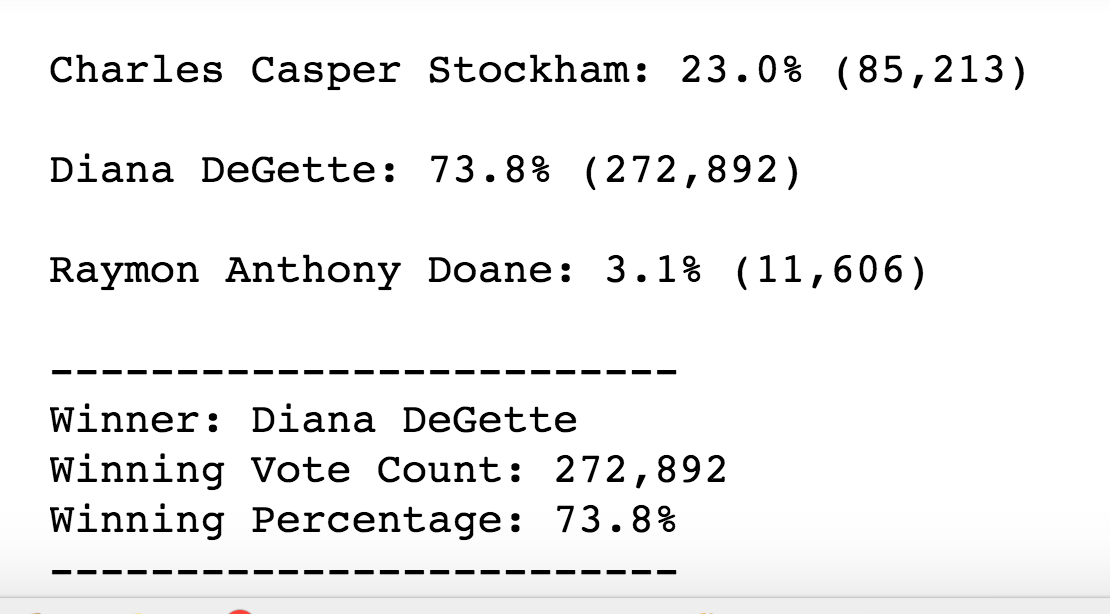 Charles Casper Stockham: 23.0% (85,213)
Diana DeGette: 73.8% (272,892)
Raymon Anthony Doane: 3.1% (11,606)
-------------------------
Winner: Diana DeGette
Winning Vote Count: 272,892
Winning Percentage: 73.8%
-------------------------